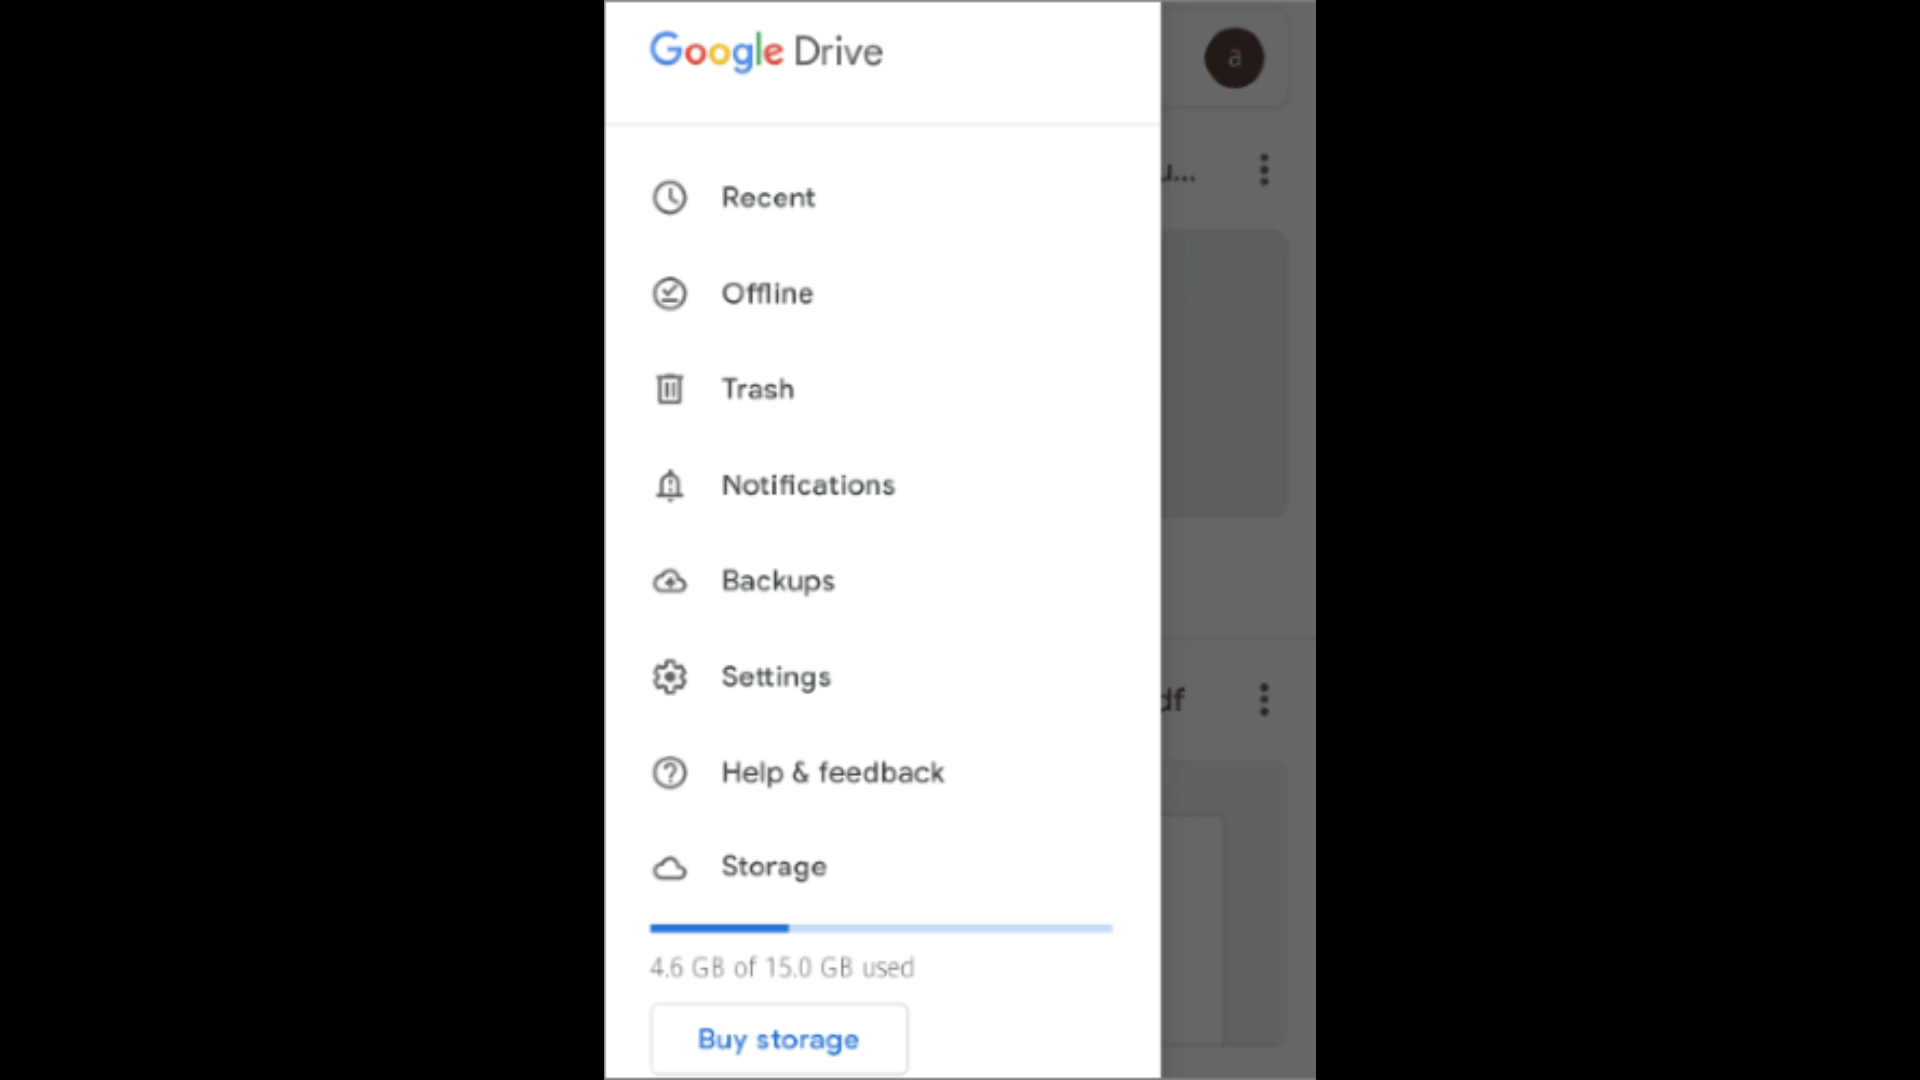 Google Drive
a
Recent
Offline
Trash
Notifications
Backups
Settings
Help & feedback
Storage
4.6 GB of 15.0 GB used
Buy storage
u...
df